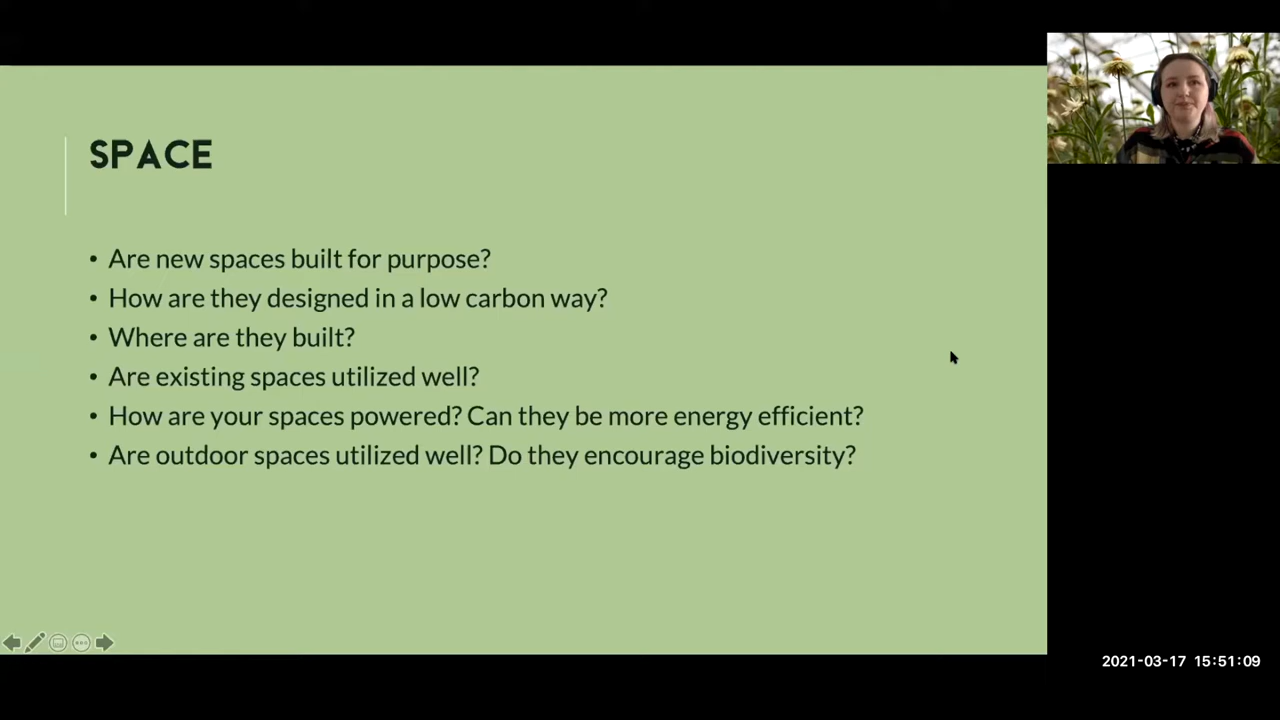 SPACE
• Are new spaces built for purpose?
• How are they designed in a low carbon way?
• Where are they built?
• Are existing spaces utilized well?
• How are your spaces powered? Can they be more energy efficient?
• Are outdoor spaces utilized well? Do they encourage biodiversity?
2021-03-17 15:51:09